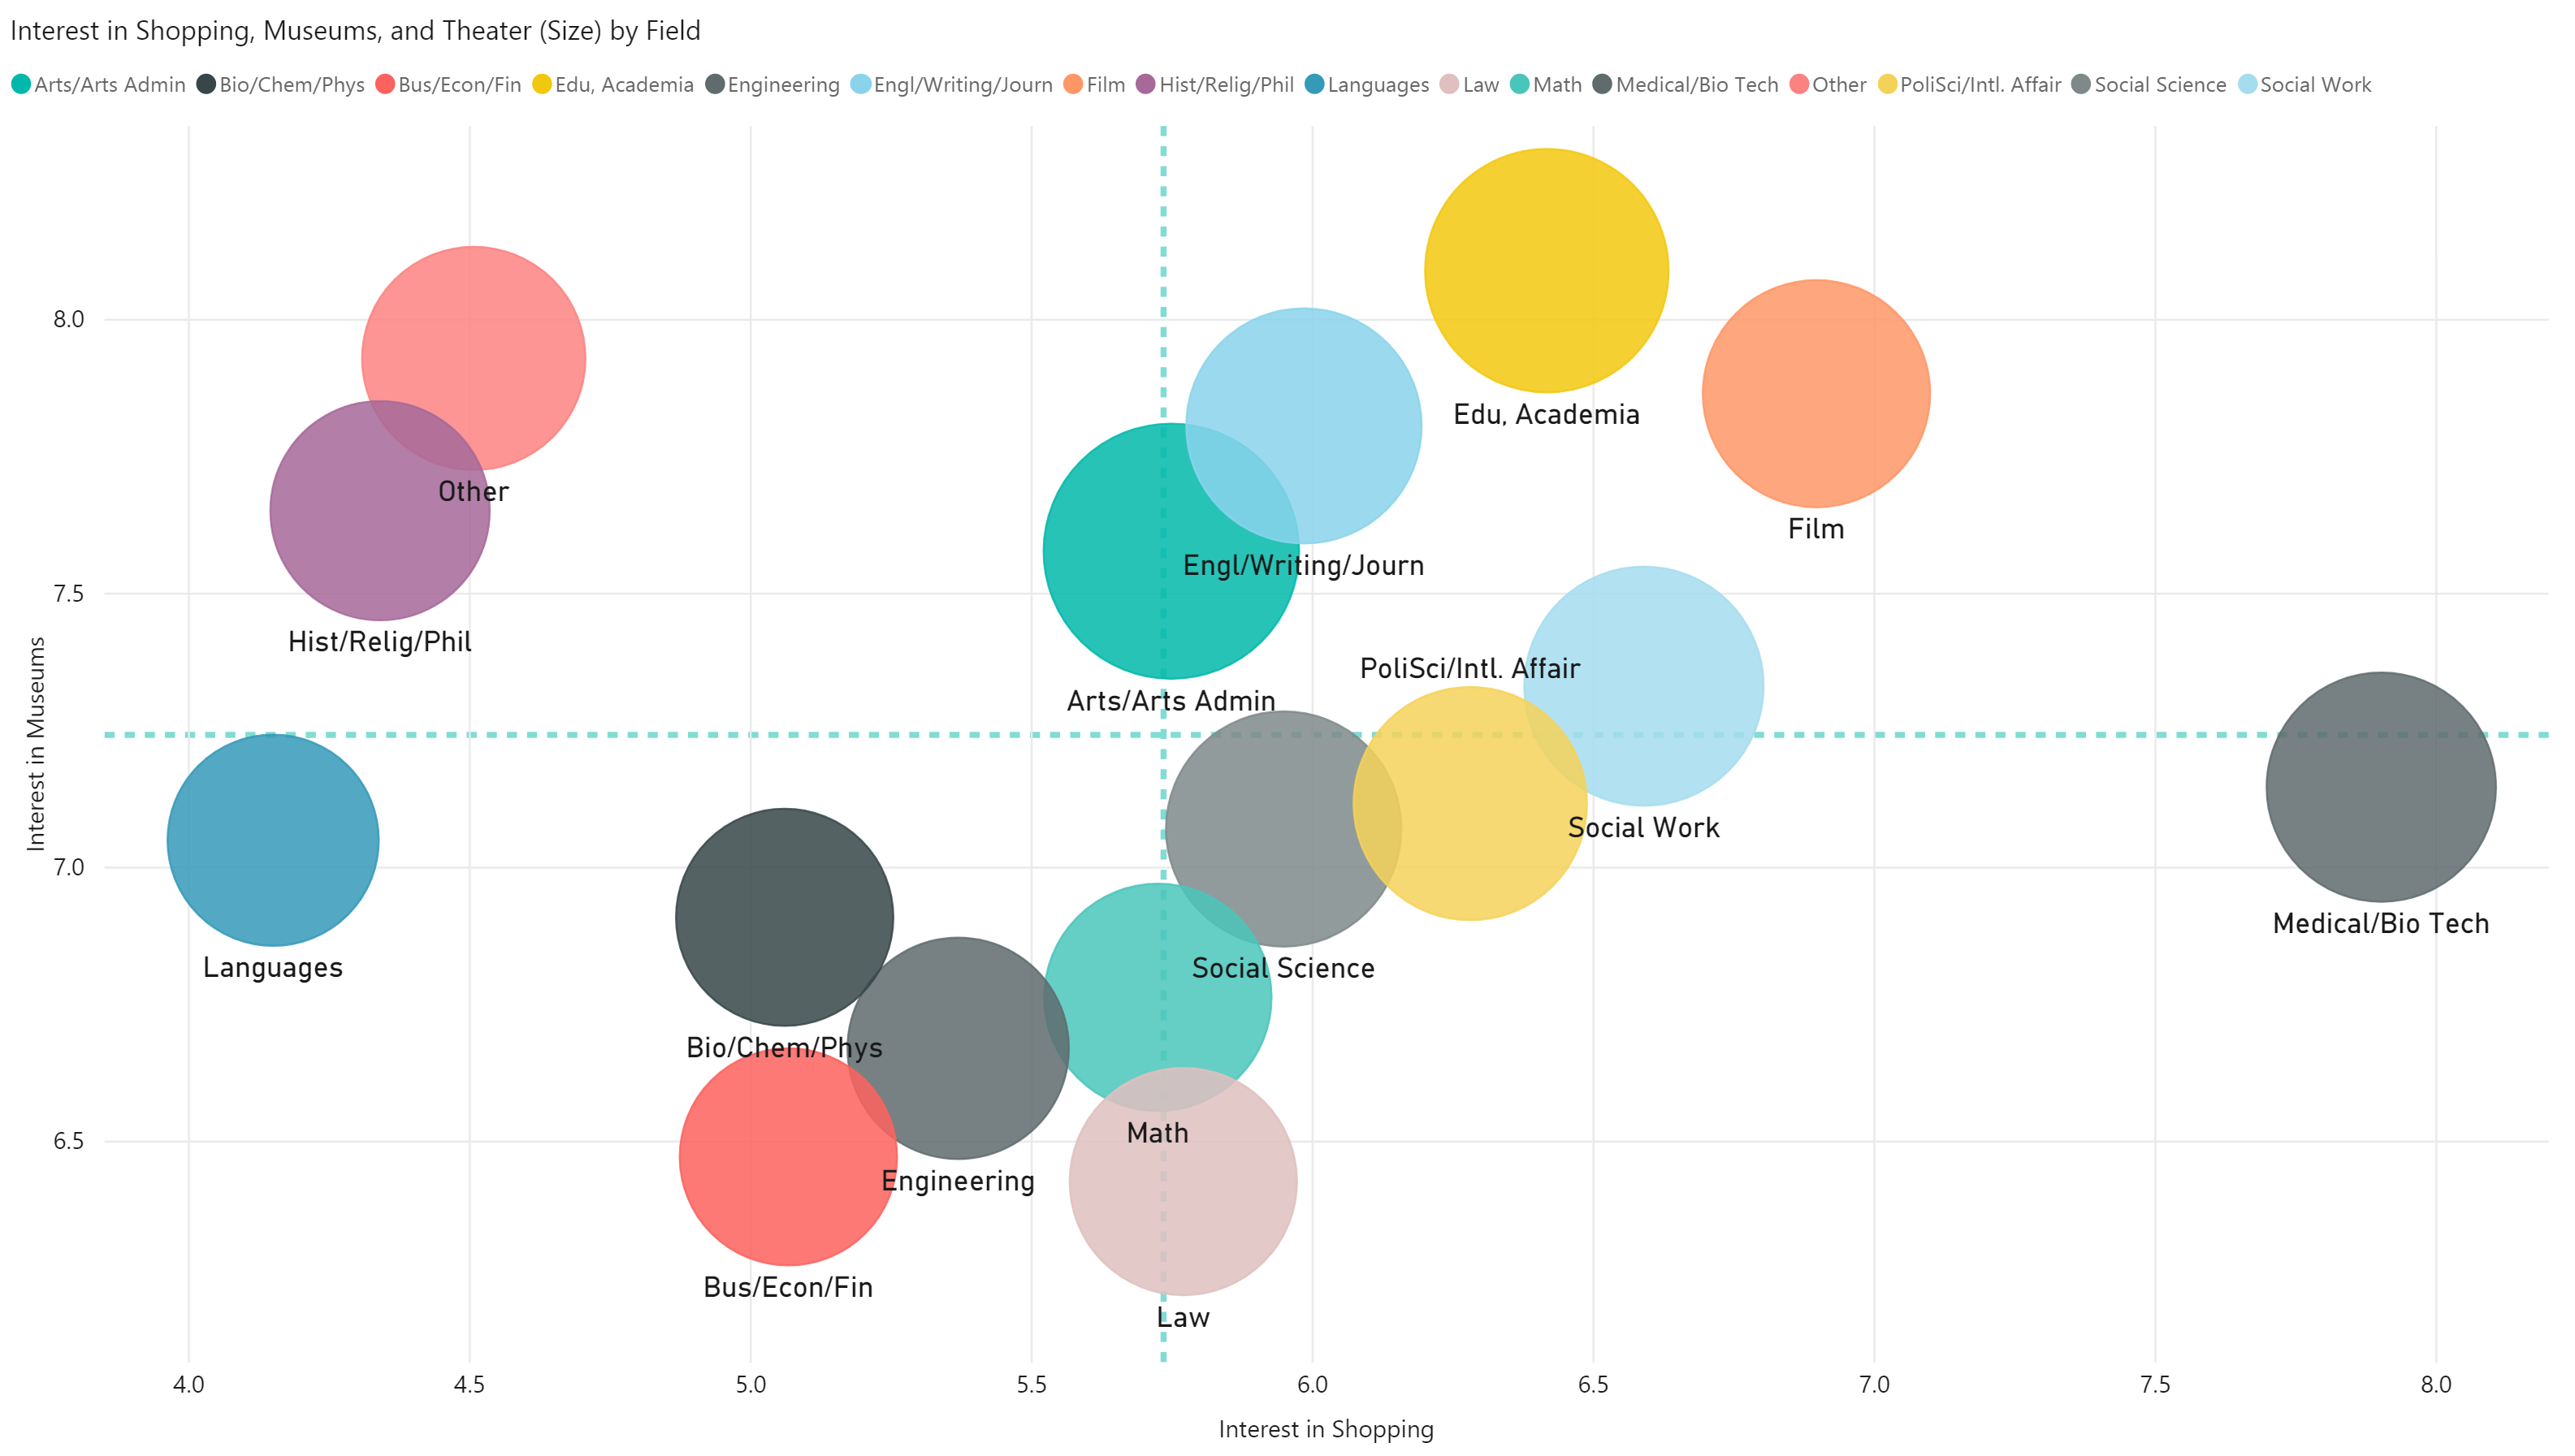 Interest in Shopping, Museums, and Theater (Size) by Field
Arts/Arts Admin Bio/Chem/Phys Bus/Econ/Fin Edu, Academia Engineering Engl/Writing/Journ Film Hist/Relig/Phil Languages Law Math Medical/Bio Tech Other PoliSci/Intl. Affair Social Science Social Work
8.0
Edu, Academia
Other
Film
Engl/Writing/Journ
7.5
Hist/Relig/Phil
PoliSci/Intl. Affair
Arts/Arts Admin
Interest in Museums
Social Work
7.0
Medical/Bio Tech
Languages
Social Science
Bio/Chem/Phys
Math
6.5
Engineering
Bus/Econ/Fin
Law
4.0 4.5 5.0 5.5 6.0 6.5 7.0 7.5 8.0
Interest in Shopping